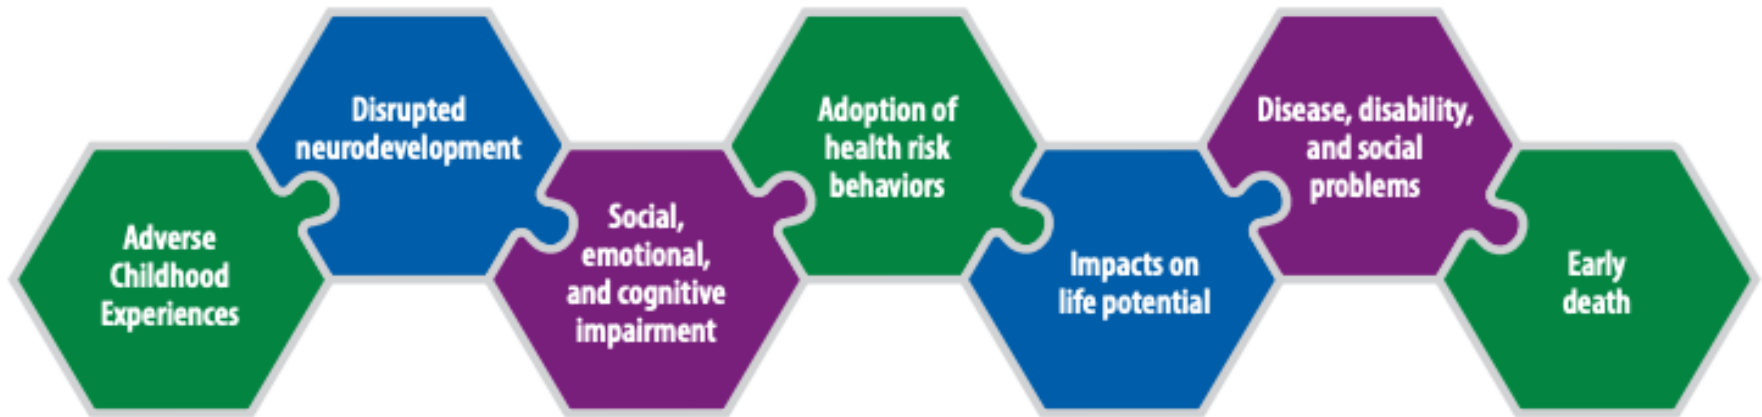 Adverse
Childhood
Experiences
Disrupted
neurodevelopment
Social,
emotional,
and cognitive
impairment
Adoption of
health risk
behaviors
Impacts on
life potential
Disease, disability,
and social
problems
Early
death